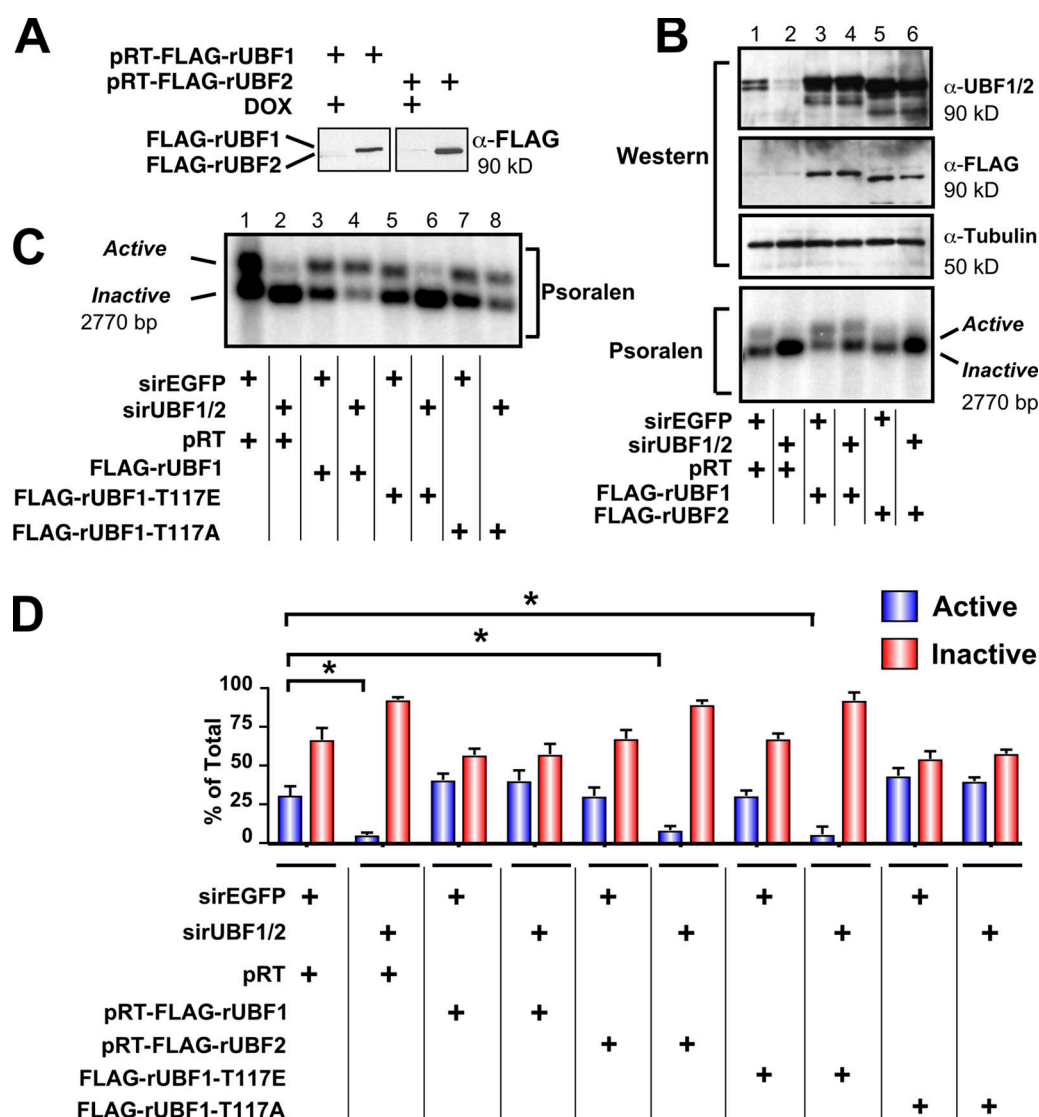 A
pRT-FLAG-rUBF1 + +
pRT-FLAG-rUBF2 + +
DOX + +
FLAG-rUBF1
FLAG-rUBF2
α-FLAG
90 kD
B
1 2 3 4 5 6
Western
α-UBF1/2
90 kD
α-FLAG
90 kD
α-Tubulin
50 kD
Psoralen
Active
Inactive
2770 bp
sirEGFP + + +
sirUBF1/2 + + +
pRT + +
FLAG-rUBF1 + +
FLAG-rUBF2 + +
C
1 2 3 4 5 6 7 8
Active
Inactive
2770 bp
Psoralen
sirEGFP + + + +
sirUBF1/2 + + + +
pRT + +
FLAG-rUBF1 + +
FLAG-rUBF1-T117E + +
FLAG-rUBF1-T117A + +
D
Active
Inactive
*
*
*
% of Total
100
75
50
25
0
sirEGFP + + + + +
sirUBF1/2 + + + + +
pRT + +
pRT-FLAG-rUBF1 + +
pRT-FLAG-rUBF2 + +
FLAG-rUBF1-T117E + +
FLAG-rUBF1-T117A + +